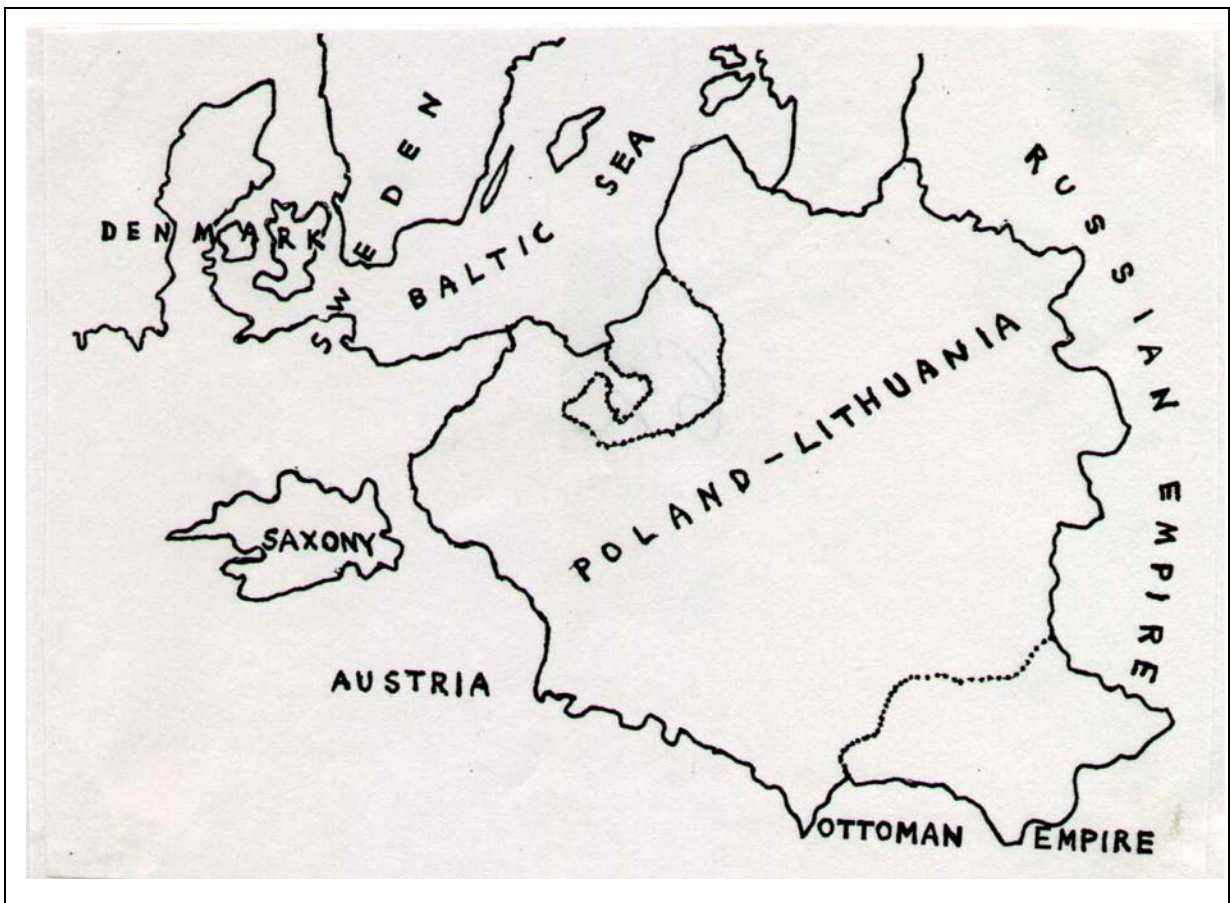 DENMARK
SWEDEN
BALTIC SEA
RUSSIAN EMPIRE
POLAND-LITHUANIA
SAXONY
AUSTRIA
OTTOMAN EMPIRE